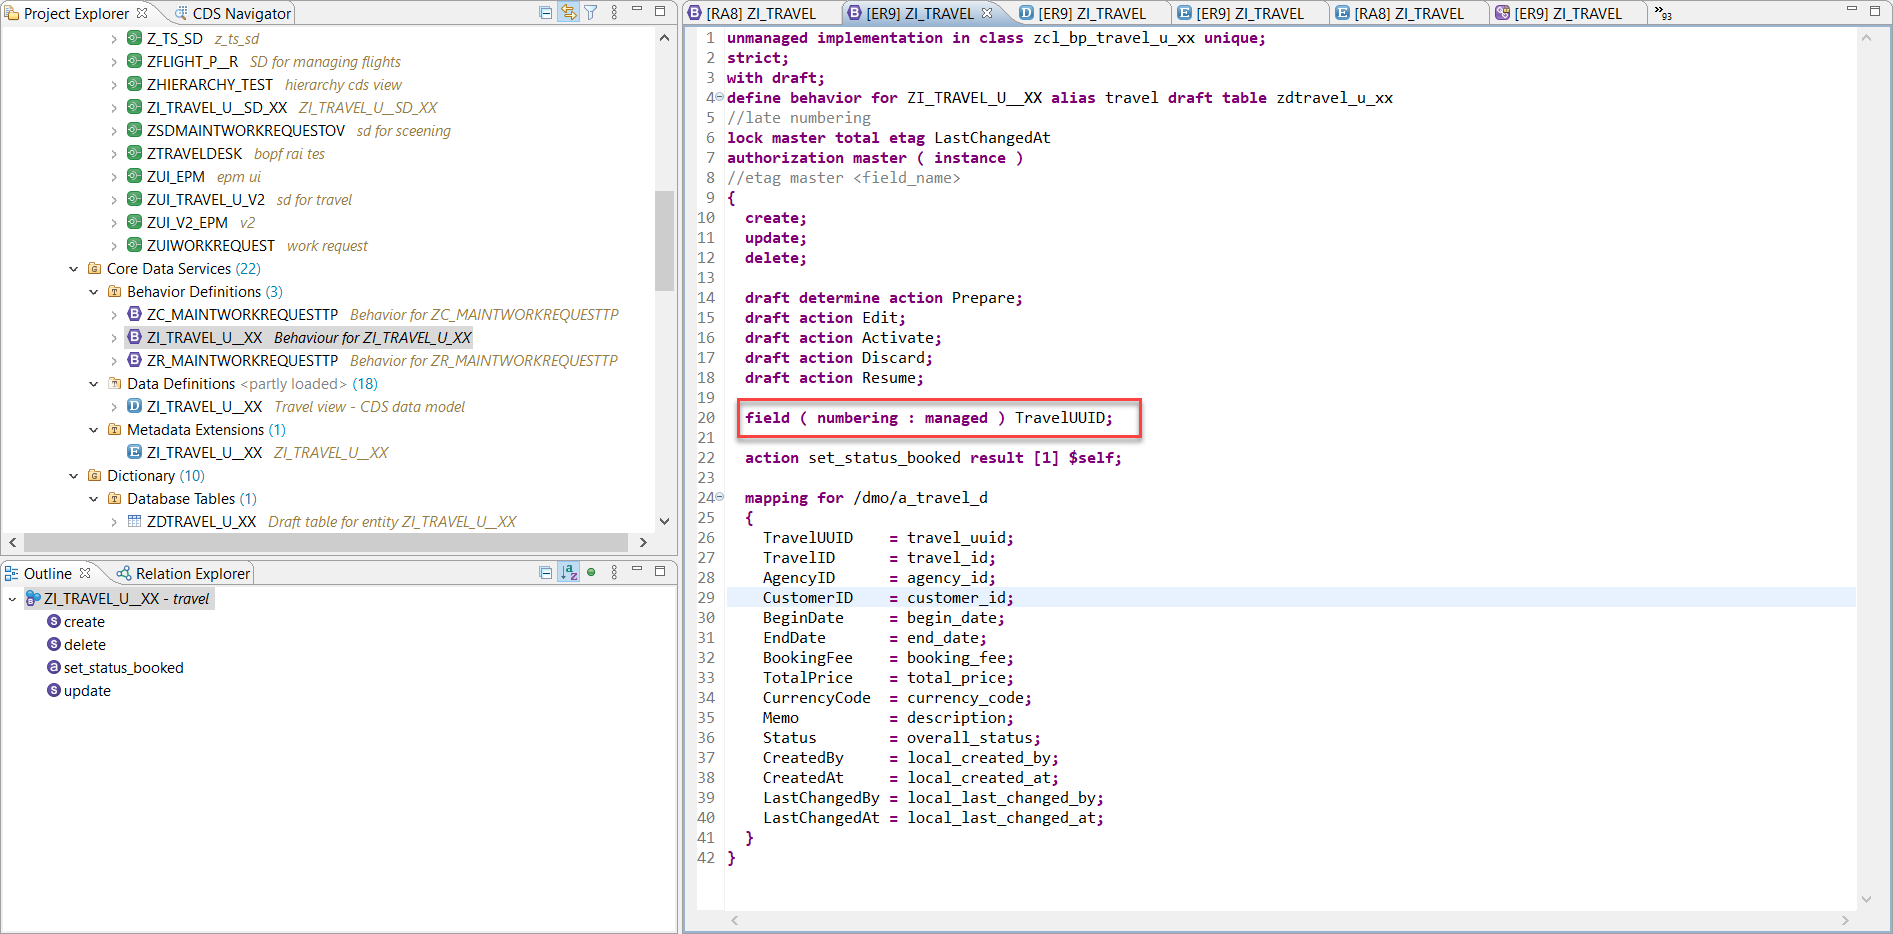 Project Explorer
CDS Navigator
Z_TS_SD z_ts_sd
ZFLIGHT_P__R SD for managing flights
ZHIERARCHY_TEST hierarchy cds view
ZI_TRAVEL_U__SD_XX ZI_TRAVEL_U__SD_XX
ZSDMAINTWORKREQUESTOV sd for sceening
ZTRAVELDESK bopf rai tes
ZUI_EPM epm ui
ZUI_TRAVEL_U_V2 sd for travel
ZUI_V2_EPM v2
ZUIWORKREQUEST work request
Core Data Services (22)
Behavior Definitions (3)
ZC_MAINTWORKREQUESTTP Behavior for ZC_MAINTWORKREQUESTTP
ZI_TRAVEL_U__XX Behaviour for ZI_TRAVEL_U_XX
ZR_MAINTWORKREQUESTTP Behavior for ZR_MAINTWORKREQUESTTP
Data Definitions <partly loaded> (18)
ZI_TRAVEL_U__XX Travel view - CDS data model
Metadata Extensions (1)
ZI_TRAVEL_U__XX ZI_TRAVEL_U__XX
Dictionary (10)
Database Tables (1)
ZDTRAVEL_U_XX Draft table for entity ZI_TRAVEL_U__XX
Outline
Relation Explorer
ZI_TRAVEL_U__XX - travel
create
delete
set_status_booked
update
[RA8] ZI_TRAVEL
[ER9] ZI_TRAVEL
[ER9] ZI_TRAVEL
[ER9] ZI_TRAVEL
[RA8] ZI_TRAVEL
[ER9] ZI_TRAVEL
»93
1 unmanaged implementation in class zcl_bp_travel_u_xx unique;
2 strict;
3 with draft;
4 define behavior for ZI_TRAVEL_U__XX alias travel draft table zdtravel_u_xx
5 //late numbering
6 lock master total etag LastChangedAt
7 authorization master ( instance )
8 //etag master <field_name>
9 {
10 create;
11 update;
12 delete;
13
14 draft determine action Prepare;
15 draft action Edit;
16 draft action Activate;
17 draft action Discard;
18 draft action Resume;
19
20 field ( numbering : managed ) TravelUUID;
21
22 action set_status_booked result [1] $self;
23
24 mapping for /dmo/a_travel_d
25 {
26 TravelUUID = travel_uuid;
27 TravelID = travel_id;
28 AgencyID = agency_id;
29 CustomerID = customer_id;
30 BeginDate = begin_date;
31 EndDate = end_date;
32 BookingFee = booking_fee;
33 TotalPrice = total_price;
34 CurrencyCode = currency_code;
35 Memo = description;
36 Status = overall_status;
37 CreatedBy = local_created_by;
38 CreatedAt = local_created_at;
39 LastChangedBy = local_last_changed_by;
40 LastChangedAt = local_last_changed_at;
41 }
42 }